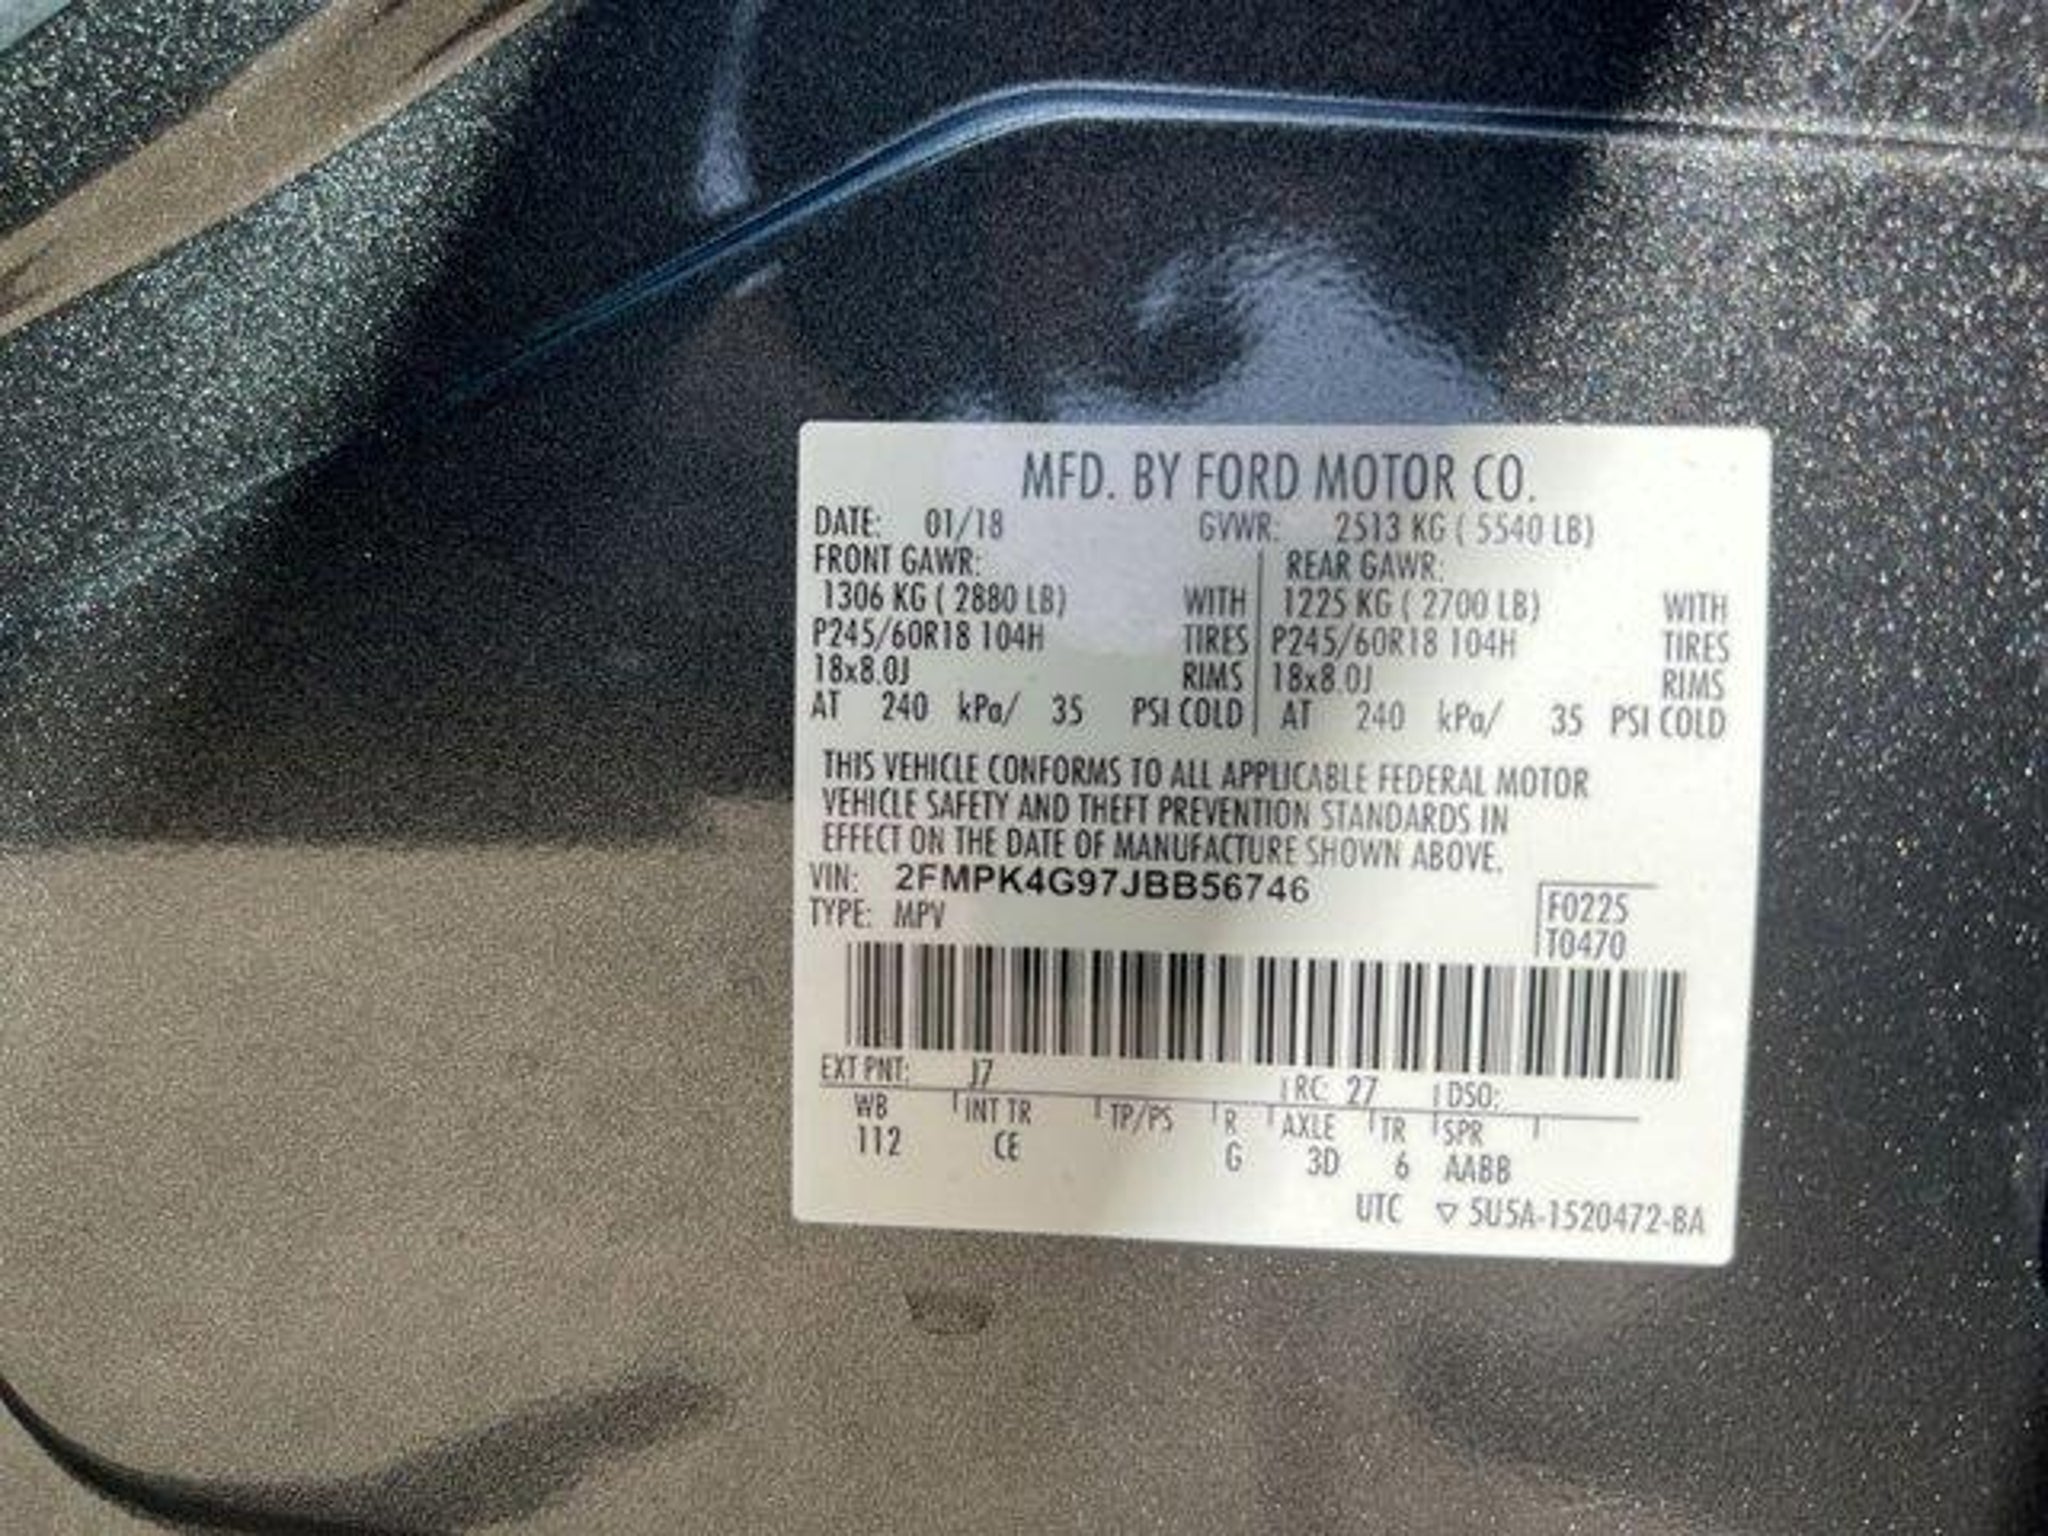 MFD. BY FORD MOTOR CO.
DATE: 01/18 GVWR: 2513 KG ( 5540 LB)
FRONT GAWR: REAR GAWR:
1306 KG ( 2880 LB) WITH 1225 KG ( 2700 LB) WITH
P245/60R18 104H TIRES P245/60R18 104H TIRES
18x8.0J RIMS 18x8.0J RIMS
AT 240 kPa/ 35 PSI COLD AT 240 kPa/ 35 PSI COLD
THIS VEHICLE CONFORMS TO ALL APPLICABLE FEDERAL MOTOR
VEHICLE SAFETY AND THEFT PREVENTION STANDARDS IN
EFFECT ON THE DATE OF MANUFACTURE SHOWN ABOVE.
VIN: 2FMPK4G97JBB56746
TYPE: MPV
F0225
T0470
EXT PNT: J7 RC: 27 DSO:
WB INT TR TP/PS R AXLE TR SPR
112 CE G 3D 6 AABB
UTC ▽ 5U5A-1520472-BA